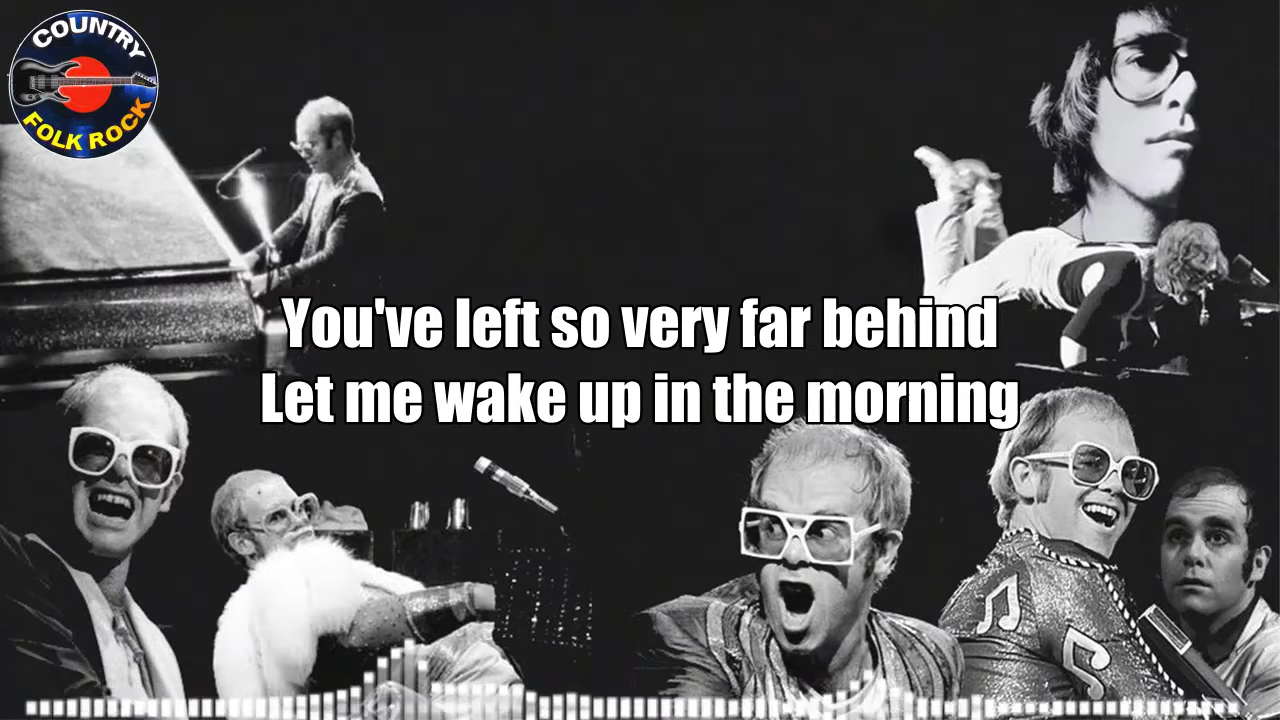 COUNTRY
FOLK ROCK
You've left so very far behind
Let me wake up in the morning